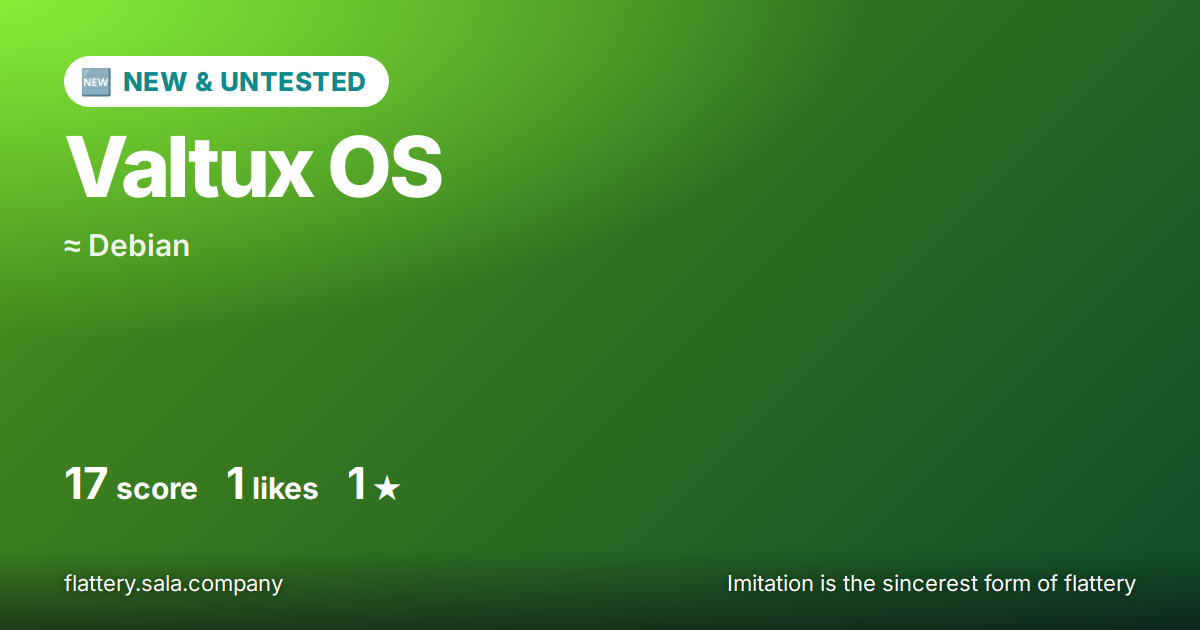 🆕 NEW & UNTESTED
Valtux OS
≈ Debian
17 score 1 likes 1 ★
flattery.sala.company
Imitation is the sincerest form of flattery